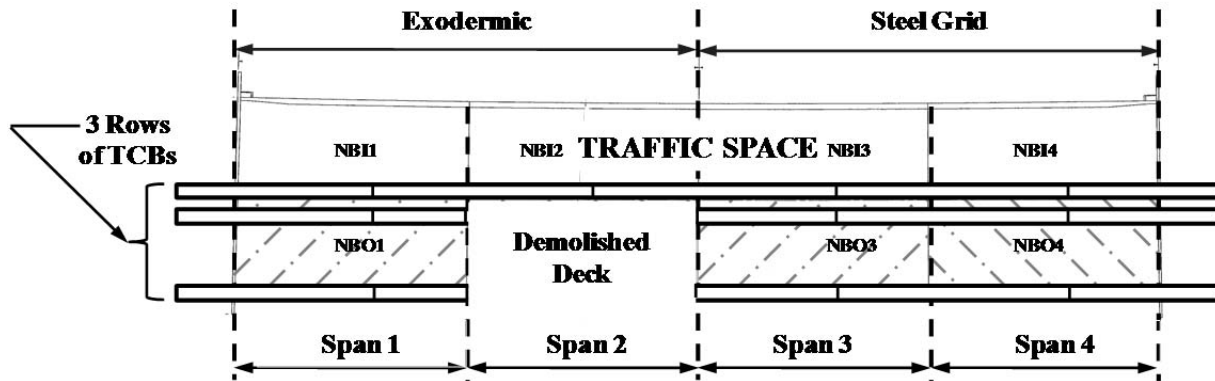 Exodermic
Steel Grid
3 Rows
of TCBs
NBI1
NBI2
TRAFFIC SPACE
NBI3
NBI4
NBO1
Demolished
Deck
NBO3
NBO4
Span 1
Span 2
Span 3
Span 4